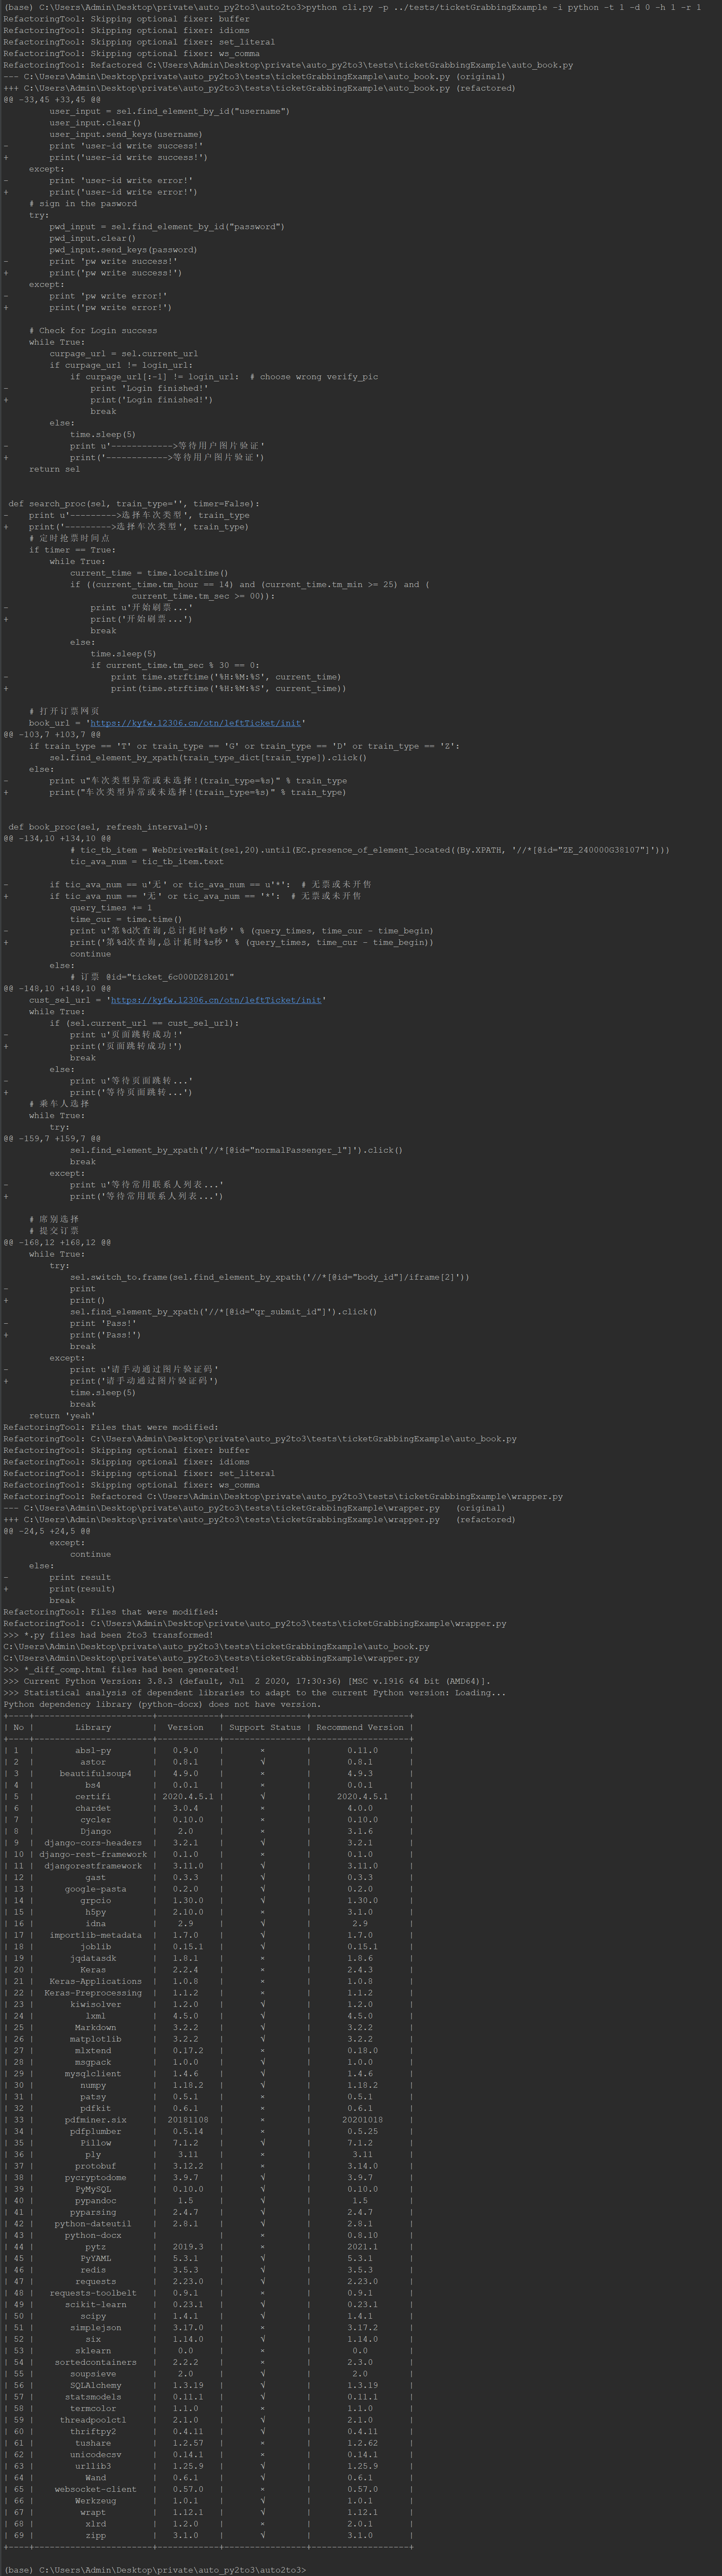 (base) C:\Users\Admin\Desktop\private\auto_py2to3\auto2to3>python cli.py -p ../tests/ticketGrabbingExample -i python -t 1 -d 0 -h 1 -r 1
RefactoringTool: Skipping optional fixer: buffer
RefactoringTool: Skipping optional fixer: idioms
RefactoringTool: Skipping optional fixer: set_literal
RefactoringTool: Skipping optional fixer: ws_comma
RefactoringTool: Refactored C:\Users\Admin\Desktop\private\auto_py2to3\tests\ticketGrabbingExample\auto_book.py
--- C:\Users\Admin\Desktop\private\auto_py2to3\tests\ticketGrabbingExample\auto_book.py (original)
+++ C:\Users\Admin\Desktop\private\auto_py2to3\tests\ticketGrabbingExample\auto_book.py (refactored)
@@ -33,45 +33,45 @@
         user_input = sel.find_element_by_id("username")
         user_input.clear()
         user_input.send_keys(username)
-        print 'user-id write success!'
+        print('user-id write success!')
     except:
-        print 'user-id write error!'
+        print('user-id write error!')
     # sign in the pasword
     try:
         pwd_input = sel.find_element_by_id("password")
         pwd_input.clear()
         pwd_input.send_keys(password)
-        print 'pw write success!'
+        print('pw write success!')
     except:
-        print 'pw write error!'
+        print('pw write error!')
     # Check for Login success
     while True:
         curpage_url = sel.current_url
         if curpage_url != login_url:
             if curpage_url[:-1] != login_url:  # choose wrong verify_pic
-                print 'Login finished!'
+                print('Login finished!')
                 break
         else:
             time.sleep(5)
-            print u'------------>等待用户图片验证'
+            print('------------>等待用户图片验证')
     return sel
 def search_proc(sel, train_type='', timer=False):
-    print u'--------->选择车次类型', train_type
+    print('--------->选择车次类型', train_type)
     # 定时抢票时间点
     if timer == True:
         while True:
             current_time = time.localtime()
             if ((current_time.tm_hour == 14) and (current_time.tm_min >= 25) and (
                         current_time.tm_sec >= 00)):
-                print u'开始刷票...'
+                print('开始刷票...')
                 break
             else:
                 time.sleep(5)
                 if current_time.tm_sec % 30 == 0:
-                    print time.strftime('%H:%M:%S', current_time)
+                    print(time.strftime('%H:%M:%S', current_time))
     # 打开订票网页
     book_url = 'https://kyfw.12306.cn/otn/leftTicket/init'
@@ -103,7 +103,7 @@
     if train_type == 'T' or train_type == 'G' or train_type == 'D' or train_type == 'Z':
         sel.find_element_by_xpath(train_type_dict[train_type]).click()
     else:
-        print u"车次类型异常或未选择!(train_type=%s)" % train_type
+        print("车次类型异常或未选择!(train_type=%s)" % train_type)
 def book_proc(sel, refresh_interval=0):
@@ -134,10 +134,10 @@
             # tic_tb_item = WebDriverWait(sel,20).until(EC.presence_of_element_located((By.XPATH, '//*[@id="ZE_240000G38107"]')))
             tic_ava_num = tic_tb_item.text
-        if tic_ava_num == u'无' or tic_ava_num == u'*':  # 无票或未开售
+        if tic_ava_num == '无' or tic_ava_num == '*':  # 无票或未开售
             query_times += 1
             time_cur = time.time()
-            print u'第%d次查询,总计耗时%s秒' % (query_times, time_cur - time_begin)
+            print('第%d次查询,总计耗时%s秒' % (query_times, time_cur - time_begin))
             continue
         else:
             # 订票 @id="ticket_6c000D281201"
@@ -148,10 +148,10 @@
     cust_sel_url = 'https://kyfw.12306.cn/otn/leftTicket/init'
     while True:
         if (sel.current_url == cust_sel_url):
-            print u'页面跳转成功!'
+            print('页面跳转成功!')
             break
         else:
-            print u'等待页面跳转...'
+            print('等待页面跳转...')
     # 乘车人选择
     while True:
         try:
@@ -159,7 +159,7 @@
             sel.find_element_by_xpath('//*[@id="normalPassenger_1"]').click()
             break
         except:
-            print u'等待常用联系人列表...'
+            print('等待常用联系人列表...')
     # 席别选择
     # 提交订票
@@ -168,12 +168,12 @@
     while True:
         try:
             sel.switch_to.frame(sel.find_element_by_xpath('//*[@id="body_id"]/iframe[2]'))
-            print
+            print()
             sel.find_element_by_xpath('//*[@id="qr_submit_id"]').click()
-            print 'Pass!'
+            print('Pass!')
             break
         except:
-            print u'请手动通过图片验证码'
+            print('请手动通过图片验证码')
             time.sleep(5)
             break
     return 'yeah'
RefactoringTool: Files that were modified:
RefactoringTool: C:\Users\Admin\Desktop\private\auto_py2to3\tests\ticketGrabbingExample\auto_book.py
RefactoringTool: Skipping optional fixer: buffer
RefactoringTool: Skipping optional fixer: idioms
RefactoringTool: Skipping optional fixer: set_literal
RefactoringTool: Skipping optional fixer: ws_comma
RefactoringTool: Refactored C:\Users\Admin\Desktop\private\auto_py2to3\tests\ticketGrabbingExample\wrapper.py
--- C:\Users\Admin\Desktop\private\auto_py2to3\tests\ticketGrabbingExample\wrapper.py   (original)
+++ C:\Users\Admin\Desktop\private\auto_py2to3\tests\ticketGrabbingExample\wrapper.py   (refactored)
@@ -24,5 +24,5 @@
         except:
             continue
     else:
-        print result
+        print(result)
         break
RefactoringTool: Files that were modified:
RefactoringTool: C:\Users\Admin\Desktop\private\auto_py2to3\tests\ticketGrabbingExample\wrapper.py
>>> *.py files had been 2to3 transformed!
C:\Users\Admin\Desktop\private\auto_py2to3\tests\ticketGrabbingExample\auto_book.py
C:\Users\Admin\Desktop\private\auto_py2to3\tests\ticketGrabbingExample\wrapper.py
>>> *_diff_comp.html files had been generated!
>>> Current Python Version: 3.8.3 (default, Jul  2 2020, 17:30:36) [MSC v.1916 64 bit (AMD64)].
>>> Statistical analysis of dependent libraries to adapt to the current Python version: Loading...
Python dependency library (python-docx) does not have version.
+----+-----------------------+------------+----------------+-------------------+
| No | Library | Version | Support Status | Recommend Version |
+----+-----------------------+------------+----------------+-------------------+
| 1 | absl-py | 0.9.0 | × | 0.11.0 |
| 2 | astor | 0.8.1 | √ | 0.8.1 |
| 3 | beautifulsoup4 | 4.9.0 | × | 4.9.3 |
| 4 | bs4 | 0.0.1 | × | 0.0.1 |
| 5 | certifi | 2020.4.5.1 | √ | 2020.4.5.1 |
| 6 | chardet | 3.0.4 | × | 4.0.0 |
| 7 | cycler | 0.10.0 | × | 0.10.0 |
| 8 | Django | 2.0 | × | 3.1.6 |
| 9 | django-cors-headers | 3.2.1 | √ | 3.2.1 |
| 10 | django-rest-framework | 0.1.0 | × | 0.1.0 |
| 11 | djangorestframework | 3.11.0 | √ | 3.11.0 |
| 12 | gast | 0.3.3 | √ | 0.3.3 |
| 13 | google-pasta | 0.2.0 | √ | 0.2.0 |
| 14 | grpcio | 1.30.0 | √ | 1.30.0 |
| 15 | h5py | 2.10.0 | × | 3.1.0 |
| 16 | idna | 2.9 | √ | 2.9 |
| 17 | importlib-metadata | 1.7.0 | √ | 1.7.0 |
| 18 | joblib | 0.15.1 | √ | 0.15.1 |
| 19 | jqdatasdk | 1.8.1 | × | 1.8.6 |
| 20 | Keras | 2.2.4 | × | 2.4.3 |
| 21 | Keras-Applications | 1.0.8 | × | 1.0.8 |
| 22 | Keras-Preprocessing | 1.1.2 | × | 1.1.2 |
| 23 | kiwisolver | 1.2.0 | √ | 1.2.0 |
| 24 | lxml | 4.5.0 | √ | 4.5.0 |
| 25 | Markdown | 3.2.2 | √ | 3.2.2 |
| 26 | matplotlib | 3.2.2 | √ | 3.2.2 |
| 27 | mlxtend | 0.17.2 | × | 0.18.0 |
| 28 | msgpack | 1.0.0 | √ | 1.0.0 |
| 29 | mysqlclient | 1.4.6 | √ | 1.4.6 |
| 30 | numpy | 1.18.2 | √ | 1.18.2 |
| 31 | patsy | 0.5.1 | × | 0.5.1 |
| 32 | pdfkit | 0.6.1 | × | 0.6.1 |
| 33 | pdfminer.six | 20181108 | × | 20201018 |
| 34 | pdfplumber | 0.5.14 | × | 0.5.25 |
| 35 | Pillow | 7.1.2 | √ | 7.1.2 |
| 36 | ply | 3.11 | × | 3.11 |
| 37 | protobuf | 3.12.2 | × | 3.14.0 |
| 38 | pycryptodome | 3.9.7 | √ | 3.9.7 |
| 39 | PyMySQL | 0.10.0 | √ | 0.10.0 |
| 40 | pypandoc | 1.5 | √ | 1.5 |
| 41 | pyparsing | 2.4.7 | √ | 2.4.7 |
| 42 | python-dateutil | 2.8.1 | √ | 2.8.1 |
| 43 | python-docx | | × | 0.8.10 |
| 44 | pytz | 2019.3 | × | 2021.1 |
| 45 | PyYAML | 5.3.1 | √ | 5.3.1 |
| 46 | redis | 3.5.3 | √ | 3.5.3 |
| 47 | requests | 2.23.0 | √ | 2.23.0 |
| 48 | requests-toolbelt | 0.9.1 | × | 0.9.1 |
| 49 | scikit-learn | 0.23.1 | √ | 0.23.1 |
| 50 | scipy | 1.4.1 | √ | 1.4.1 |
| 51 | simplejson | 3.17.0 | × | 3.17.2 |
| 52 | six | 1.14.0 | √ | 1.14.0 |
| 53 | sklearn | 0.0 | × | 0.0 |
| 54 | sortedcontainers | 2.2.2 | × | 2.3.0 |
| 55 | soupsieve | 2.0 | √ | 2.0 |
| 56 | SQLAlchemy | 1.3.19 | √ | 1.3.19 |
| 57 | statsmodels | 0.11.1 | √ | 0.11.1 |
| 58 | termcolor | 1.1.0 | × | 1.1.0 |
| 59 | threadpoolctl | 2.1.0 | √ | 2.1.0 |
| 60 | thriftpy2 | 0.4.11 | √ | 0.4.11 |
| 61 | tushare | 1.2.57 | × | 1.2.62 |
| 62 | unicodecsv | 0.14.1 | × | 0.14.1 |
| 63 | urllib3 | 1.25.9 | √ | 1.25.9 |
| 64 | Wand | 0.6.1 | √ | 0.6.1 |
| 65 | websocket-client | 0.57.0 | × | 0.57.0 |
| 66 | Werkzeug | 1.0.1 | √ | 1.0.1 |
| 67 | wrapt | 1.12.1 | √ | 1.12.1 |
| 68 | xlrd | 1.2.0 | × | 2.0.1 |
| 69 | zipp | 3.1.0 | √ | 3.1.0 |
+----+-----------------------+------------+----------------+-------------------+
(base) C:\Users\Admin\Desktop\private\auto_py2to3\auto2to3>